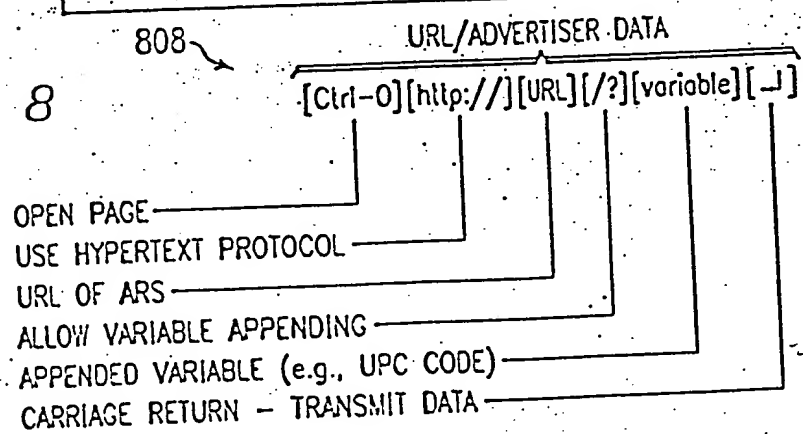 808
URL/ADVERTISER DATA
8
[Ctrl-O][http://][URL][/?][variable][↵]
OPEN PAGE
USE HYPERTEXT PROTOCOL
URL OF ARS
ALLOW VARIABLE APPENDING
APPENDED VARIABLE (e.g., UPC CODE)
CARRIAGE RETURN - TRANSMIT DATA